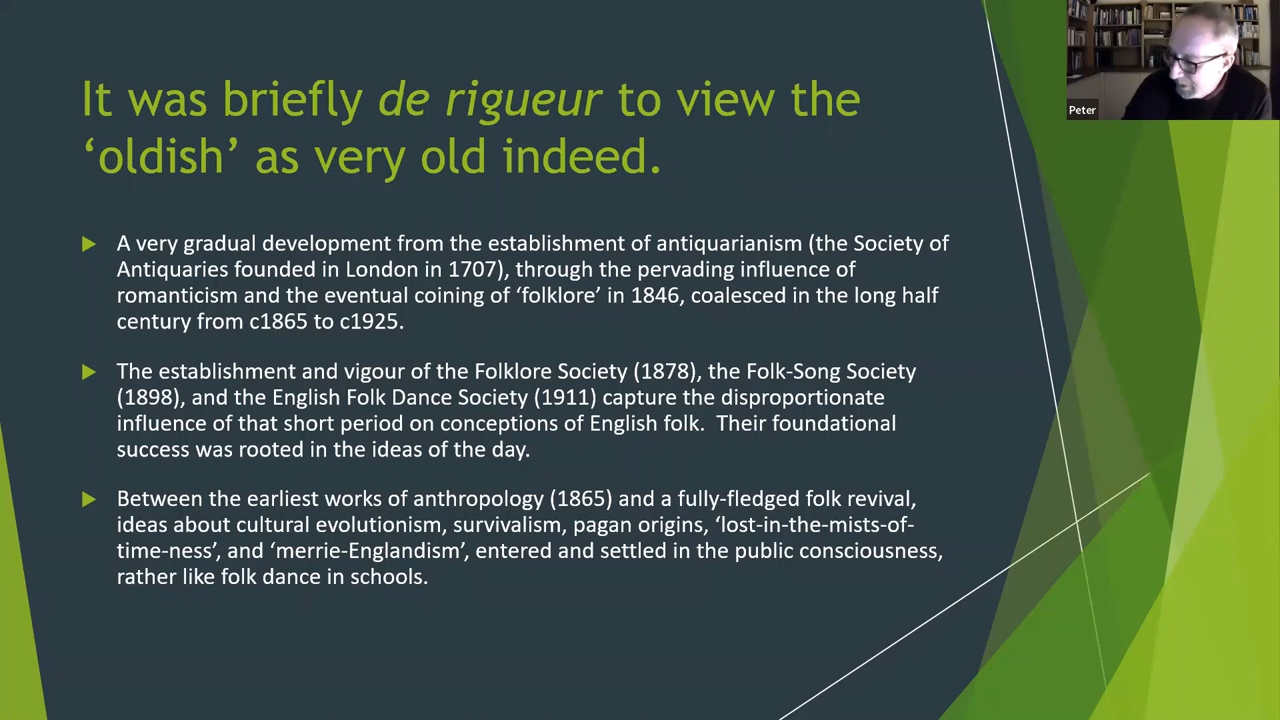 It was briefly de rigueur to view the
‘oldish’ as very old indeed.
A very gradual development from the establishment of antiquarianism (the Society of
Antiquaries founded in London in 1707), through the pervading influence of
romanticism and the eventual coining of ‘folklore’ in 1846, coalesced in the long half
century from c1865 to c1925.
The establishment and vigour of the Folklore Society (1878), the Folk-Song Society
(1898), and the English Folk Dance Society (1911) capture the disproportionate
influence of that short period on conceptions of English folk.  Their foundational
success was rooted in the ideas of the day.
Between the earliest works of anthropology (1865) and a fully-fledged folk revival,
ideas about cultural evolutionism, survivalism, pagan origins, ‘lost-in-the-mists-of-
time-ness’, and ‘merrie-Englandism’, entered and settled in the public consciousness,
rather like folk dance in schools.
Peter